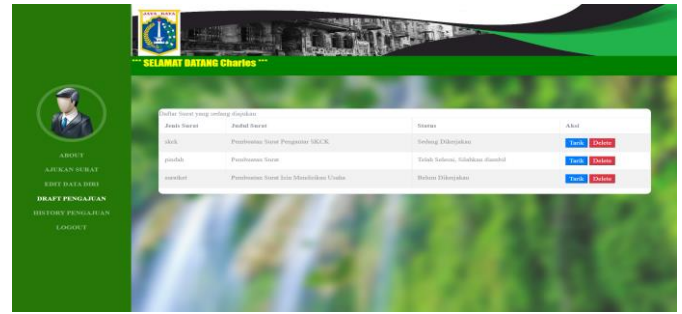 JAYA RAYA
*** SELAMAT DATANG Charles ***
ABOUT
AJUKAN SURAT
EDIT DATA DIRI
DRAFT PENGAJUAN
HISTORY PENGAJUAN
LOGOUT
Daftar Surat yang sedang diajukan
Jenis Surat Judul Surat Status Aksi
skck Pembuatan Surat Pengantar SKCK Sedang Dikerjakan Tarik Delete
pindah Pembuatan Surat Telah Selesai, Silahkan diambil Tarik Delete
Pembuatan Surat Izin Mendirikan Usaha Belum Dikerjakan Tarik Delete